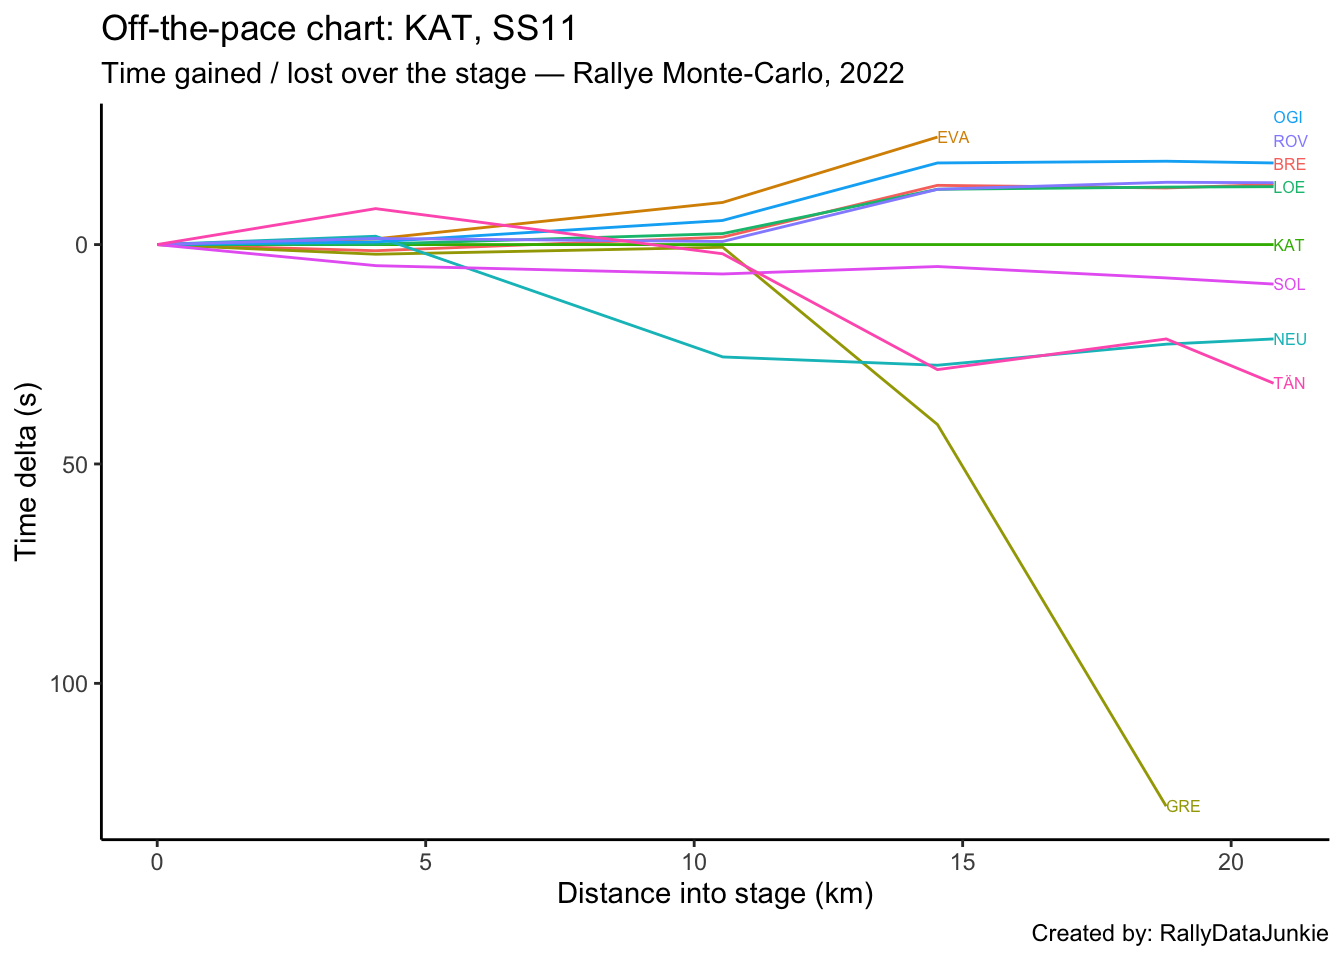 Off-the-pace chart: KAT, SS11
Time gained / lost over the stage — Rallye Monte-Carlo, 2022
OGI
EVA
ROV
BRE
LOE
0
KAT
SOL
NEU
TÄN
Time delta (s)
50
100
GRE
0 5 10 15 20
Distance into stage (km)
Created by: RallyDataJunkie